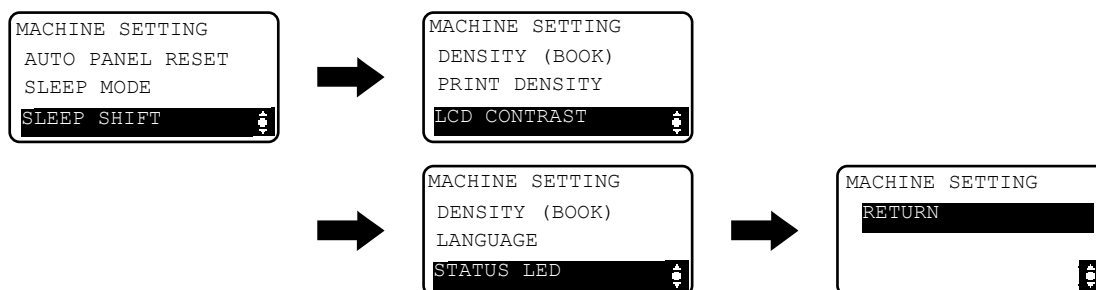 MACHINE SETTING
AUTO PANEL RESET
SLEEP MODE
SLEEP SHIFT
MACHINE SETTING
DENSITY (BOOK)
PRINT DENSITY
LCD CONTRAST
MACHINE SETTING
DENSITY (BOOK)
LANGUAGE
STATUS LED
MACHINE SETTING
RETURN